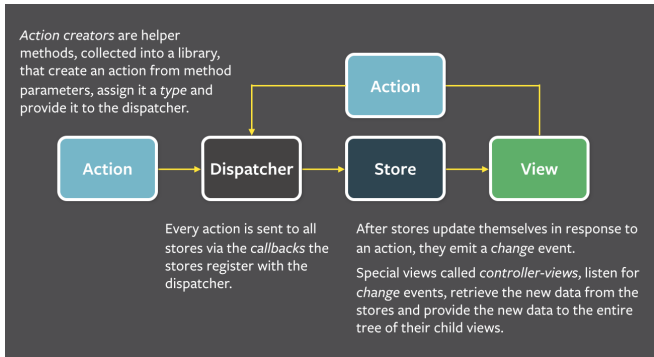 Action creators are helper
methods, collected into a library,
that create an action from method
parameters, assign it a type and
provide it to the dispatcher.
Action
Action
Dispatcher
Store
View
Every action is sent to all
stores via the callbacks the
stores register with the
dispatcher.
After stores update themselves in response to
an action, they emit a change event.
Special views called controller-views, listen for
change events, retrieve the new data from the
stores and provide the new data to the entire
tree of their child views.